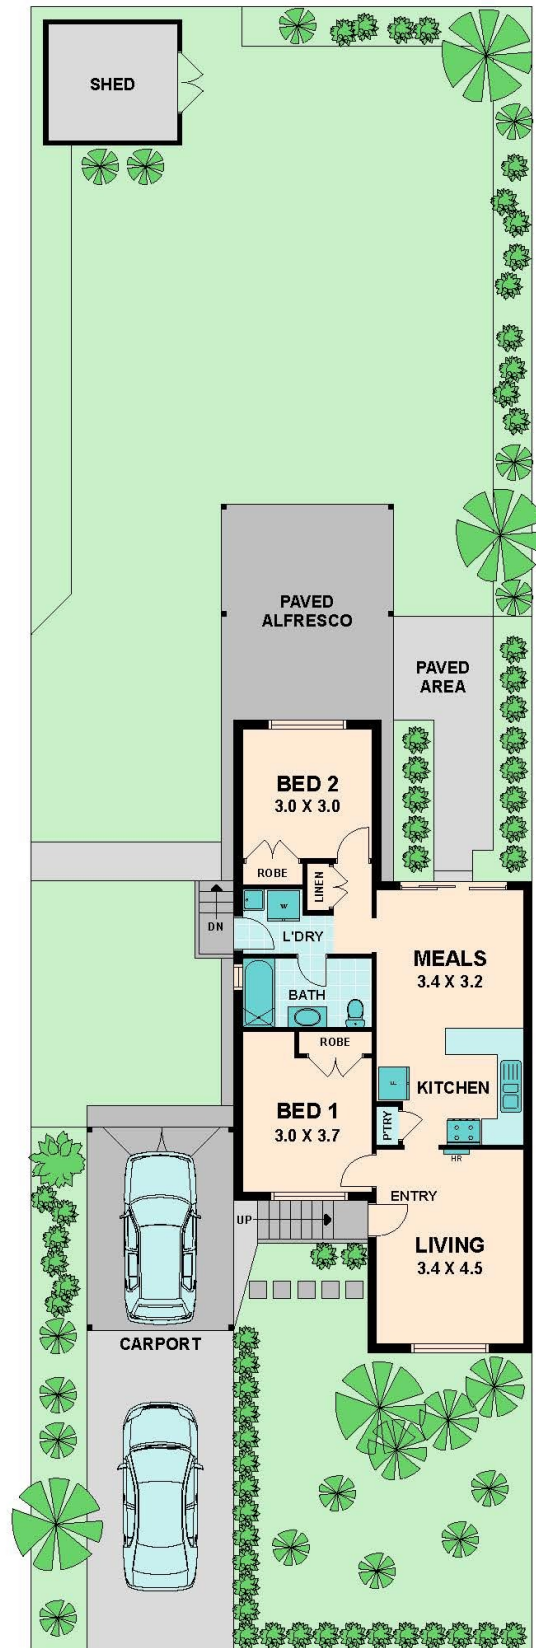 SHED
PAVED
ALFRESCO
PAVED
AREA
BED 2
3.0 X 3.0
ROBE
LINEN
W
L'DRY
DN
MEALS
3.4 X 3.2
BATH
ROBE
F
KITCHEN
BED 1
3.0 X 3.7
PTRY
HR
ENTRY
UP
LIVING
3.4 X 4.5
CARPORT